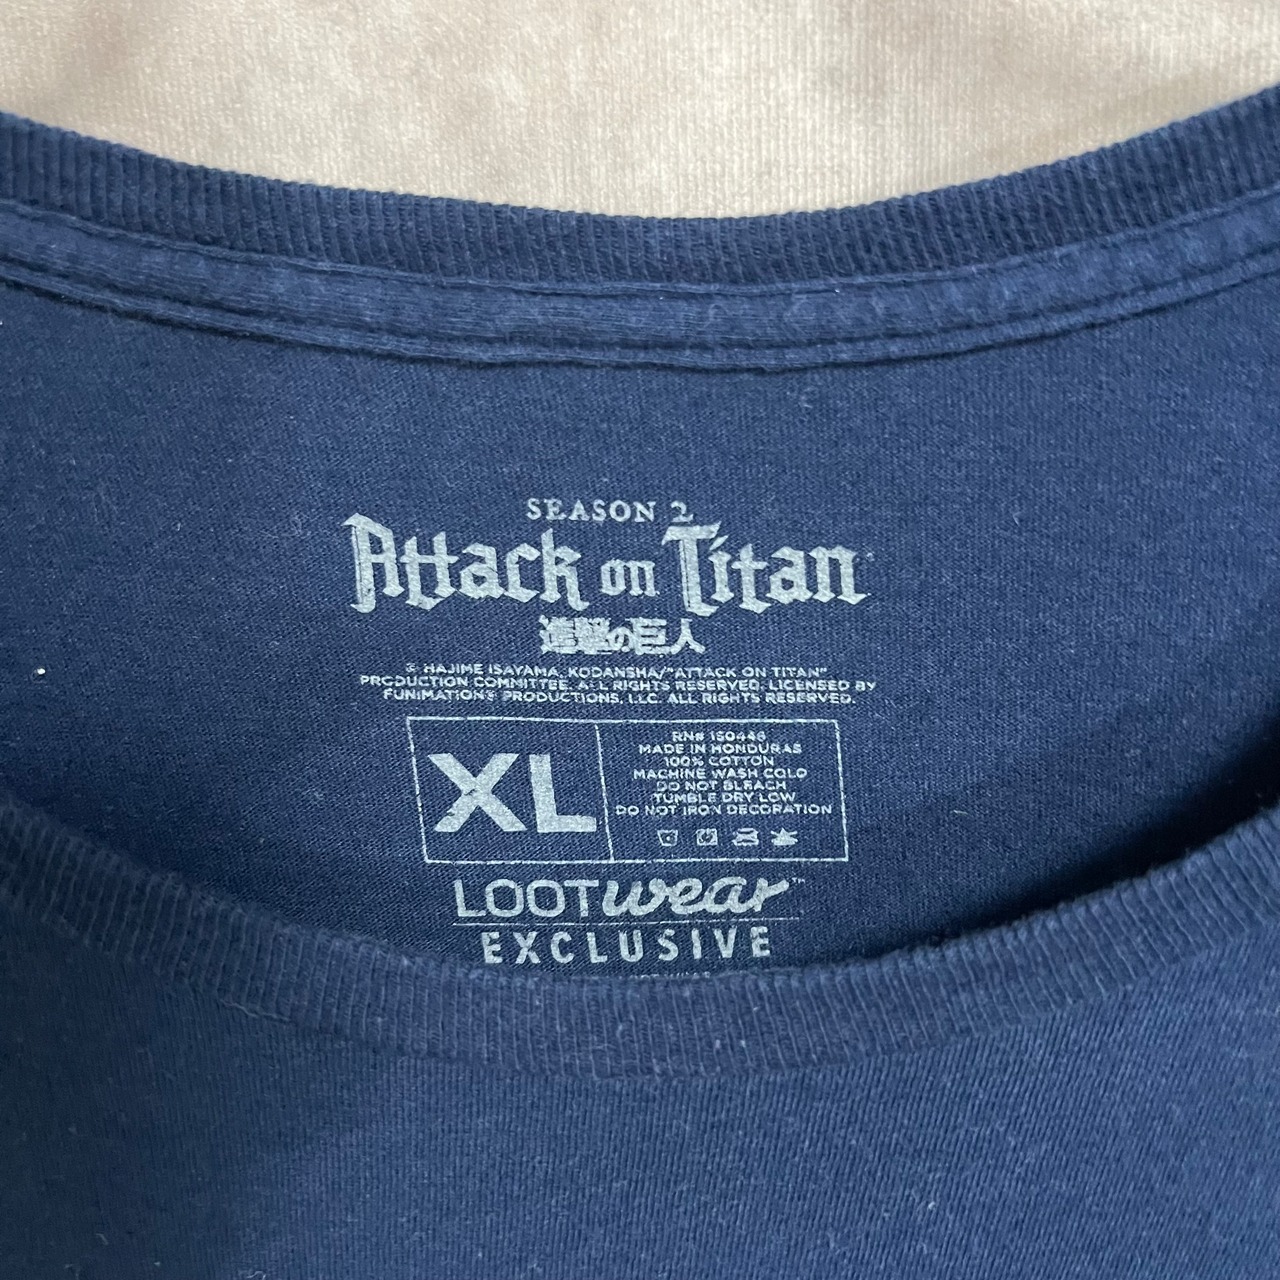 SEASON 2
Attack on Titan
進撃の巨人
© HAJIME ISAYAMA, KODANSHA/"ATTACK ON TITAN"
PRODUCTION COMMITTEE. ALL RIGHTS RESERVED. LICENSED BY
FUNIMATION® PRODUCTIONS, LLC. ALL RIGHTS RESERVED.
XL
RN# 150446
MADE IN HONDURAS
100% COTTON
MACHINE WASH COLD
DO NOT BLEACH
TUMBLE DRY LOW
DO NOT IRON DECORATION
LOOTwear™
EXCLUSIVE